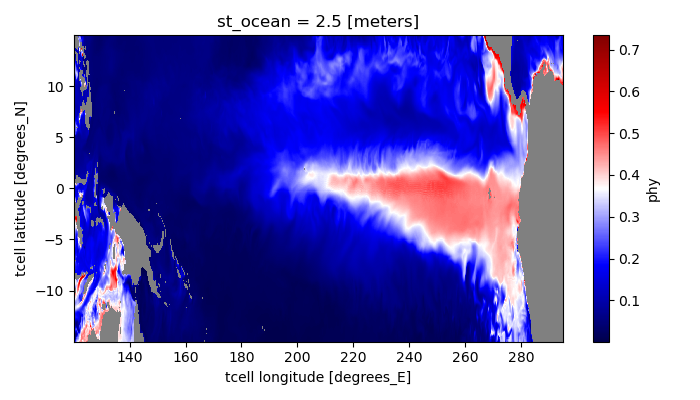 st_ocean = 2.5 [meters]
10
5
0
−5
−10
tcell latitude [degrees_N]
140 160 180 200 220 240 260 280
tcell longitude [degrees_E]
0.7
0.6
0.5
0.4
0.3
0.2
0.1
phy